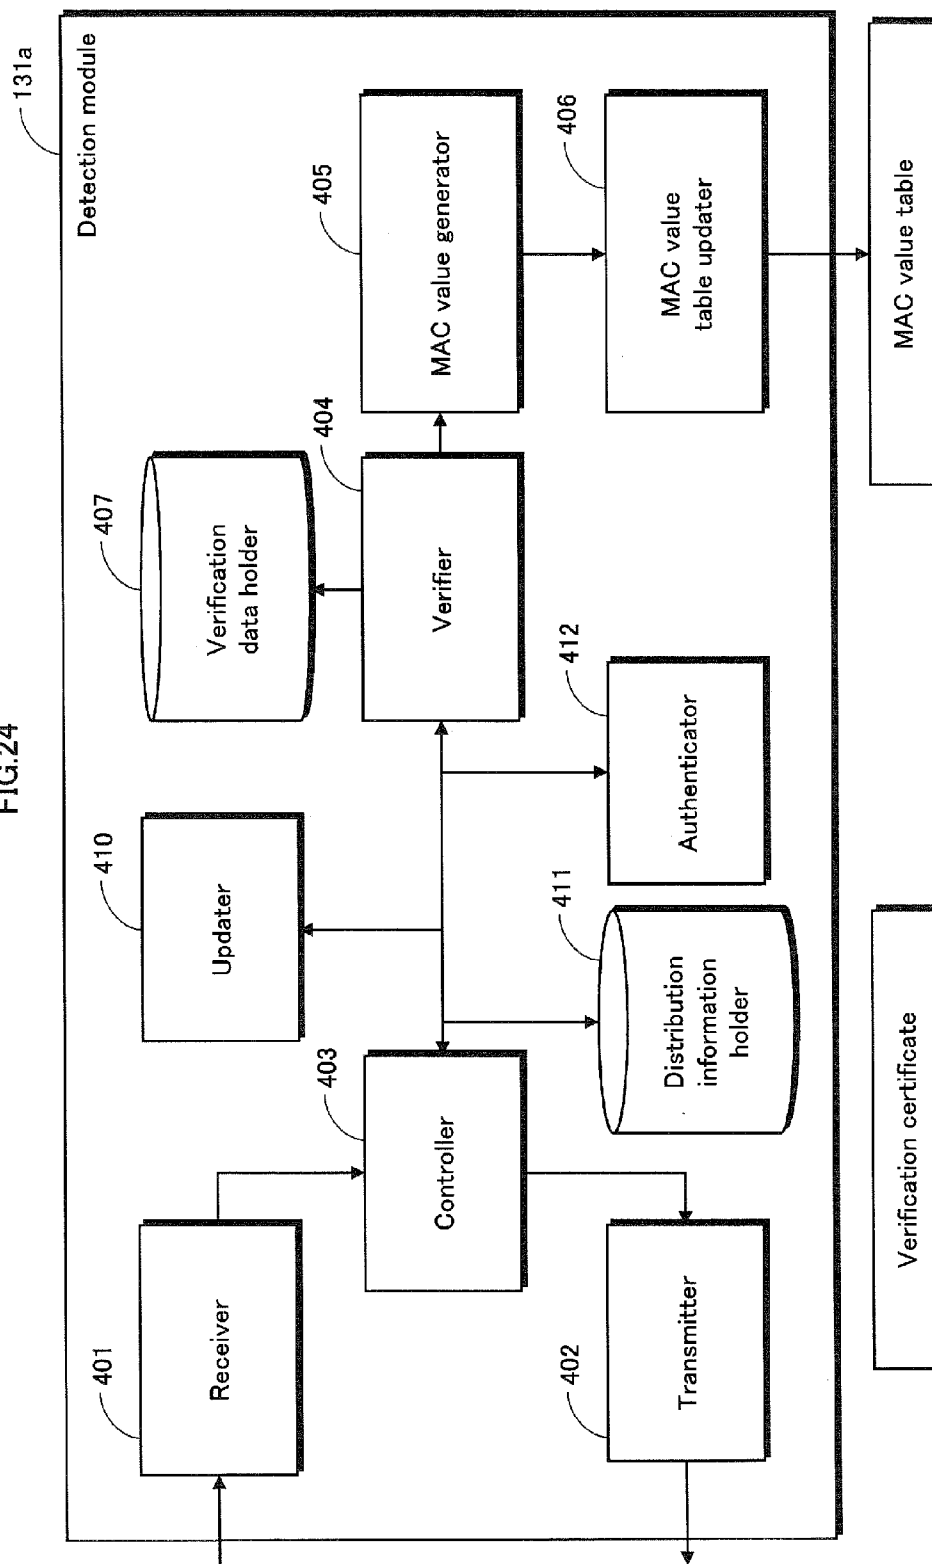 FIG.24
131a
Detection module
401
Receiver
410
Updater
407
Verification
data holder
403
Controller
404
Verifier
405
MAC value generator
402
Transmitter
411
Distribution
information
holder
412
Authenticator
406
MAC value
table updater
Verification certificate
MAC value table